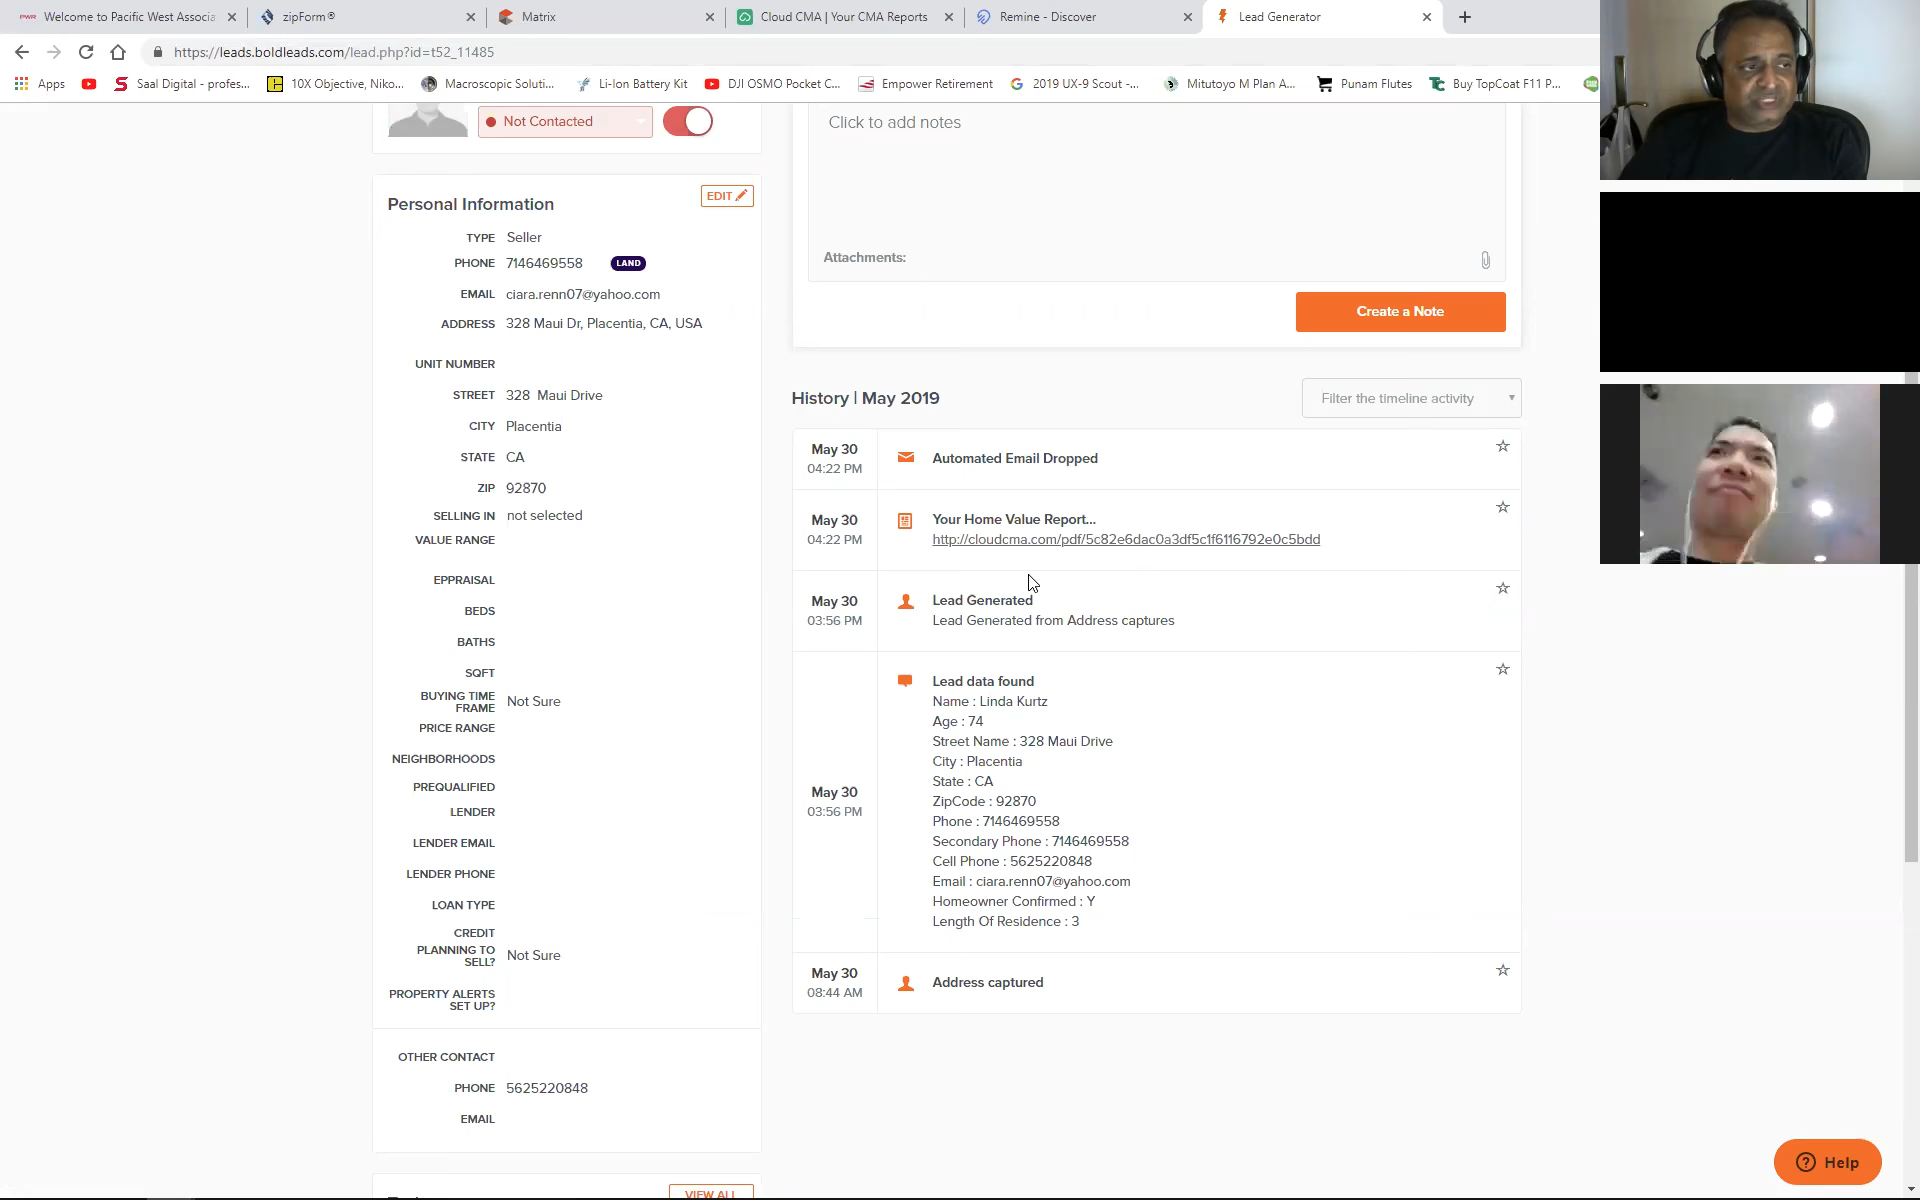 PWR Welcome to Pacific West Associa
zipForm®
Matrix
Cloud CMA | Your CMA Reports
Remine - Discover
Lead Generator
https://leads.boldleads.com/lead.php?id=t52_11485
Apps
Saal Digital - profes...
10X Objective, Niko...
Macroscopic Soluti...
Li-Ion Battery Kit
DJI OSMO Pocket C...
Empower Retirement
2019 UX-9 Scout -...
Mitutoyo M Plan A...
Punam Flutes
Buy TopCoat F11 P...
Not Contacted
Personal Information
EDIT
TYPE Seller
PHONE 7146469558 LAND
EMAIL ciara.renn07@yahoo.com
ADDRESS 328 Maui Dr, Placentia, CA, USA
UNIT NUMBER
STREET 328 Maui Drive
CITY Placentia
STATE CA
ZIP 92870
SELLING IN not selected
VALUE RANGE
EPPRAISAL
BEDS
BATHS
SQFT
BUYING TIME
FRAME Not Sure
PRICE RANGE
NEIGHBORHOODS
PREQUALIFIED
LENDER
LENDER EMAIL
LENDER PHONE
LOAN TYPE
CREDIT
PLANNING TO
SELL? Not Sure
PROPERTY ALERTS
SET UP?
OTHER CONTACT
PHONE 5625220848
EMAIL
VIEW ALL
Click to add notes
Attachments:
Create a Note
History | May 2019
Filter the timeline activity
May 30
04:22 PM
Automated Email Dropped
May 30
04:22 PM
Your Home Value Report...
http://cloudcma.com/pdf/5c82e6dac0a3df5c1f6116792e0c5bdd
May 30
03:56 PM
Lead Generated
Lead Generated from Address captures
May 30
03:56 PM
Lead data found
Name : Linda Kurtz
Age : 74
Street Name : 328 Maui Drive
City : Placentia
State : CA
ZipCode : 92870
Phone : 7146469558
Secondary Phone : 7146469558
Cell Phone : 5625220848
Email : ciara.renn07@yahoo.com
Homeowner Confirmed : Y
Length Of Residence : 3
May 30
08:44 AM
Address captured
Help